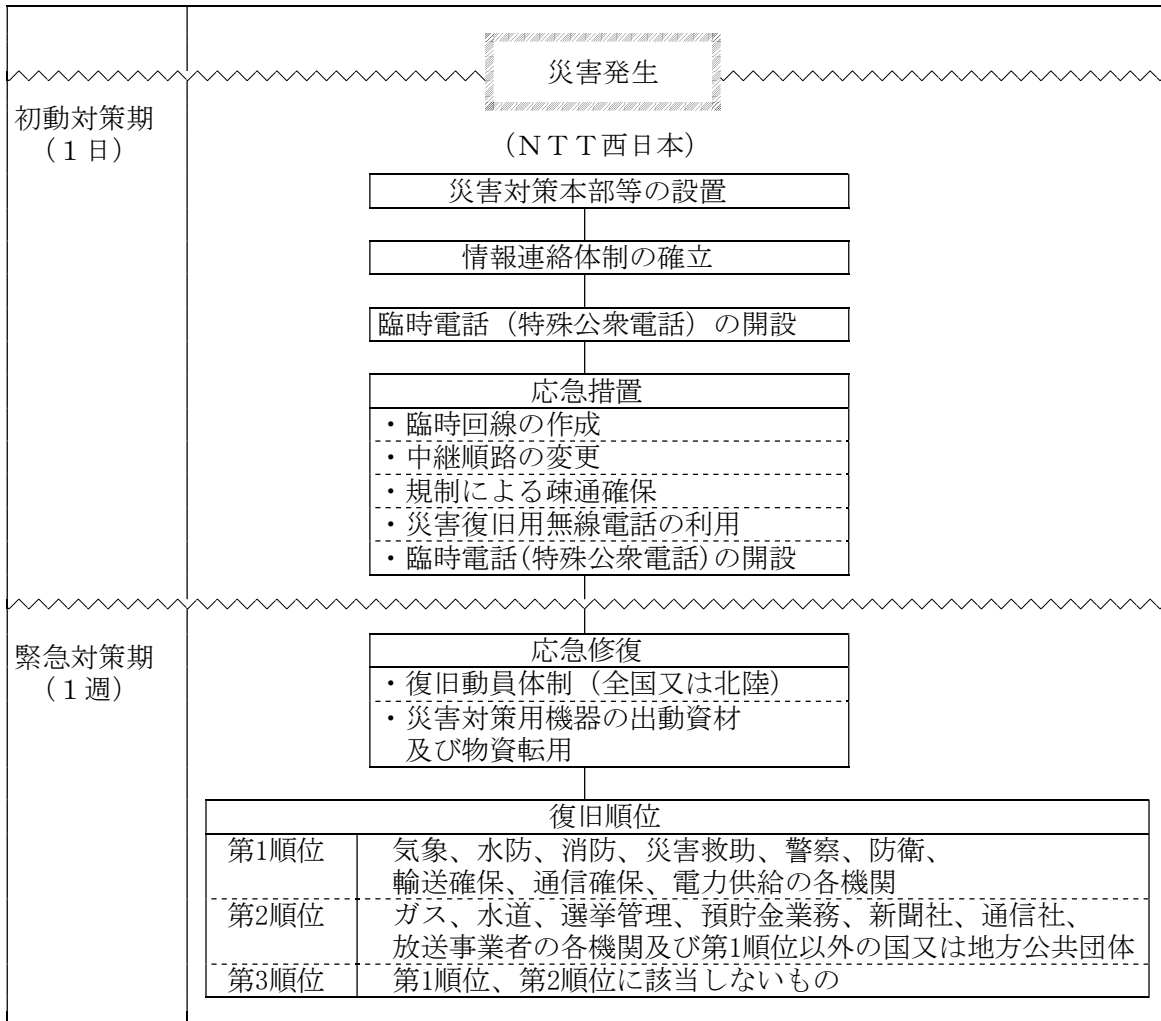 災害発生
初動対策期
（１日）
（ＮＴＴ西日本）
災害対策本部等の設置
情報連絡体制の確立
臨時電話（特殊公衆電話）の開設
応急措置
・臨時回線の作成
・中継順路の変更
・規制による疎通確保
・災害復旧用無線電話の利用
・臨時電話(特殊公衆電話)の開設
緊急対策期
（１週）
応急修復
・復旧動員体制（全国又は北陸）
・災害対策用機器の出動資材
及び物資転用
復旧順位
第1順位 気象、水防、消防、災害救助、警察、防衛、
輸送確保、通信確保、電力供給の各機関
第2順位 ガス、水道、選挙管理、預貯金業務、新聞社、通信社、
放送事業者の各機関及び第1順位以外の国又は地方公共団体
第3順位 第1順位、第2順位に該当しないもの